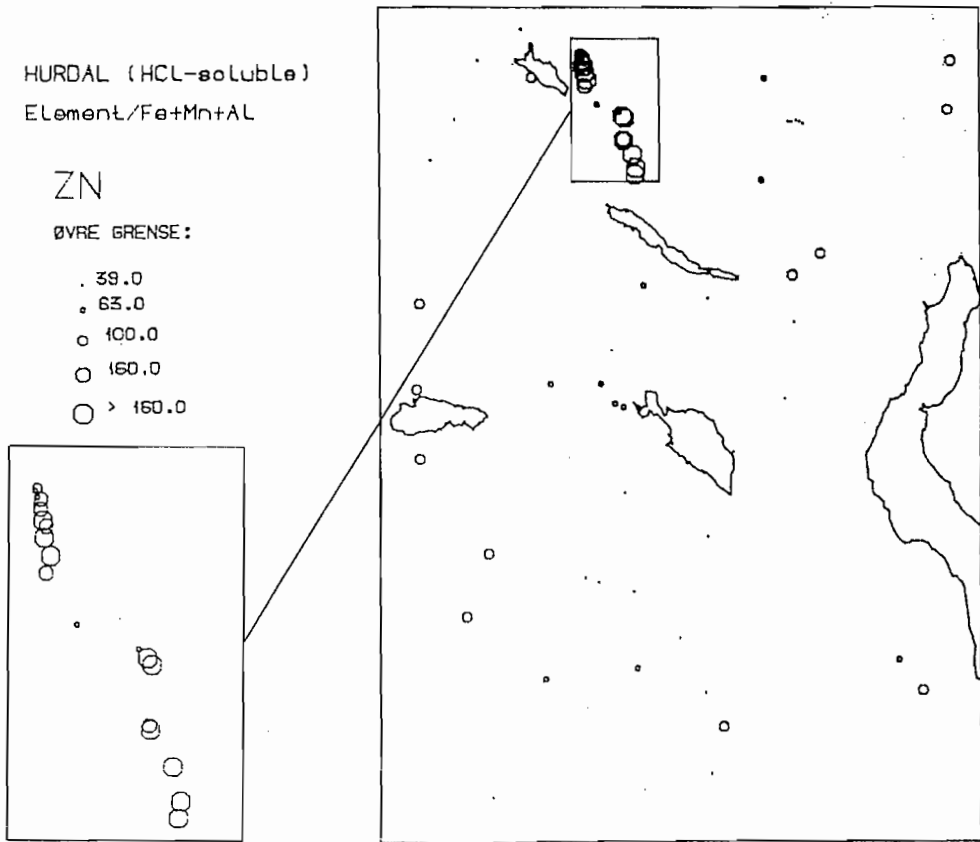 HURDAL (HCL-soluble)
Element/Fe+Mn+Al
ZN
ØVRE GRENSE:
39.0
63.0
100.0
160.0
> 160.0